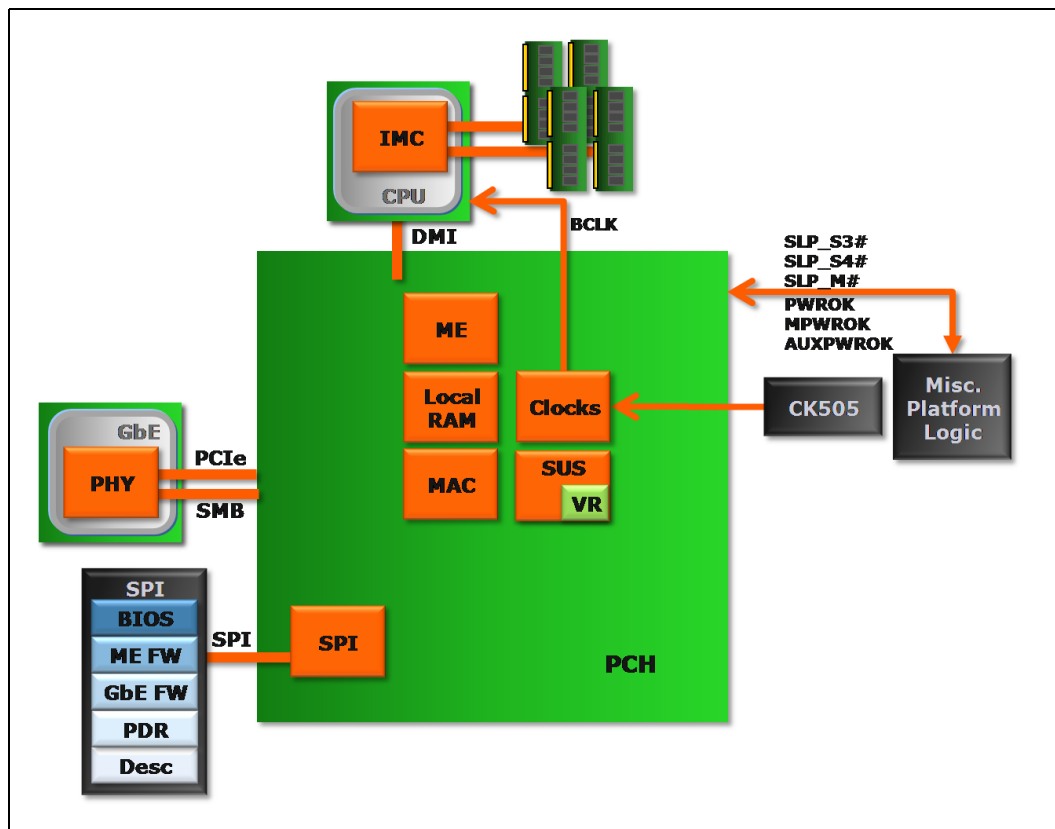 IMC
CPU
DMI
BCLK
SLP_S3#
SLP_S4#
SLP_M#
PWROK
MPWROK
AUXPWROK
ME
Local
RAM
Clocks
CK505
Misc.
Platform
Logic
GbE
PHY
PCIe
SMB
MAC
SUS
VR
SPI
BIOS
ME FW
GbE FW
PDR
Desc
SPI
SPI
PCH